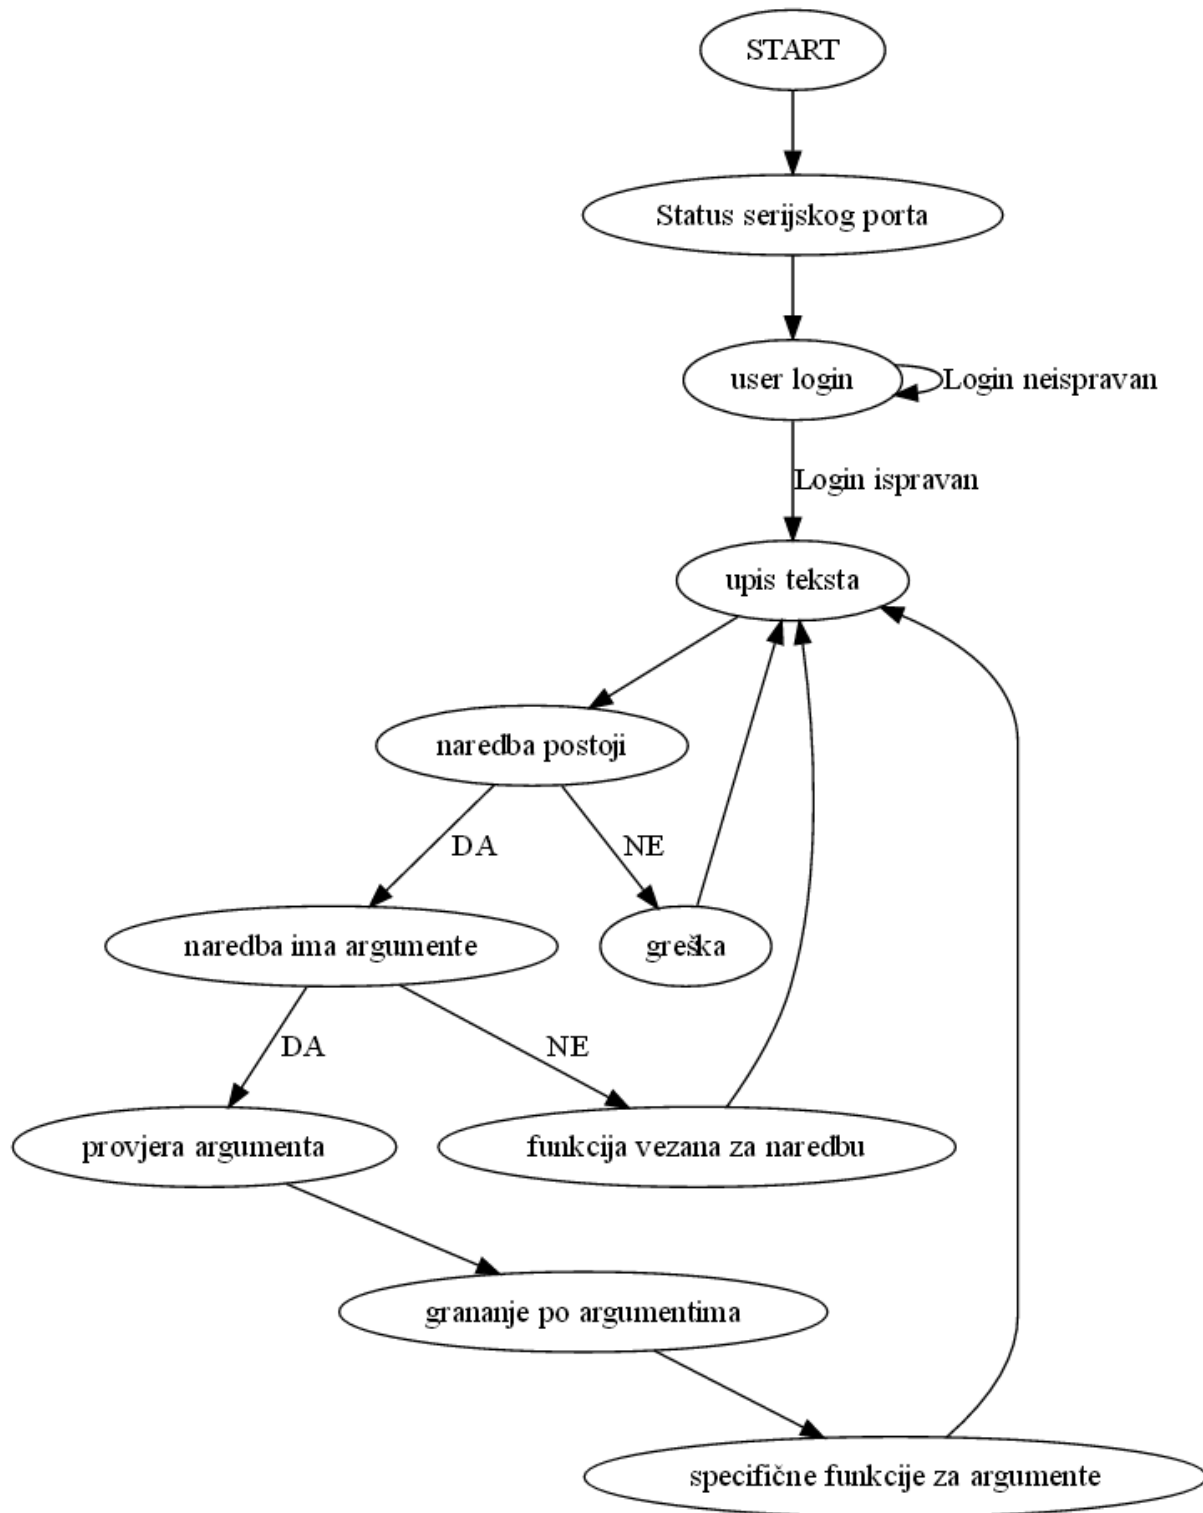 START
Status serijskog porta
user login
Login neispravan
Login ispravan
upis teksta
naredba postoji
DA
NE
naredba ima argumente
greška
DA
NE
provjera argumenta
funkcija vezana za naredbu
grananje po argumentima
specifične funkcije za argumente